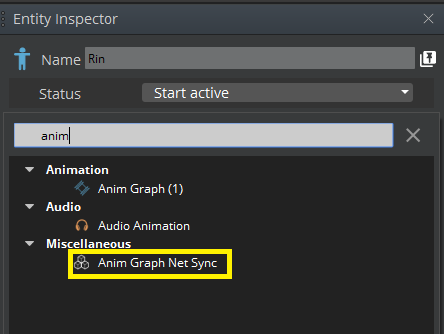 Entity Inspector
Name Rin
Status Start active
anim
Animation
Anim Graph (1)
Audio
Audio Animation
Miscellaneous
Anim Graph Net Sync